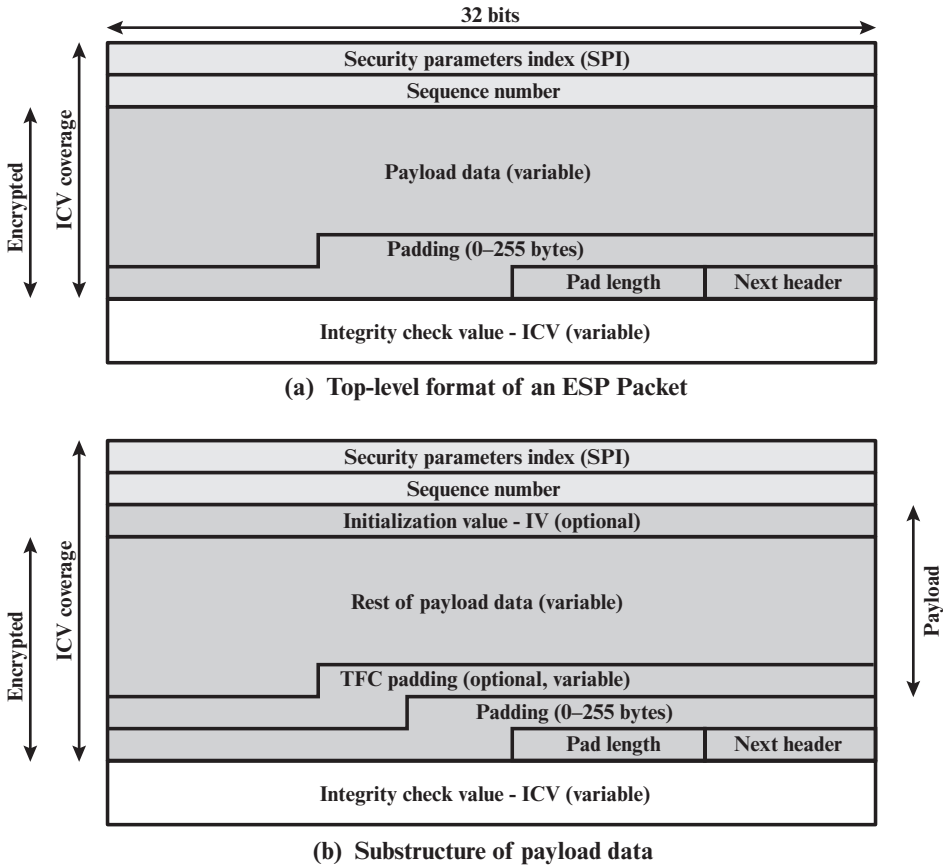 32 bits
Security parameters index (SPI)
Sequence number
Encrypted
ICV coverage
Payload data (variable)
Padding (0–255 bytes)
Pad length
Next header
Integrity check value - ICV (variable)
(a) Top-level format of an ESP Packet
Security parameters index (SPI)
Sequence number
Initialization value - IV (optional)
Encrypted
ICV coverage
Rest of payload data (variable)
Payload
TFC padding (optional, variable)
Padding (0–255 bytes)
Pad length
Next header
Integrity check value - ICV (variable)
(b) Substructure of payload data